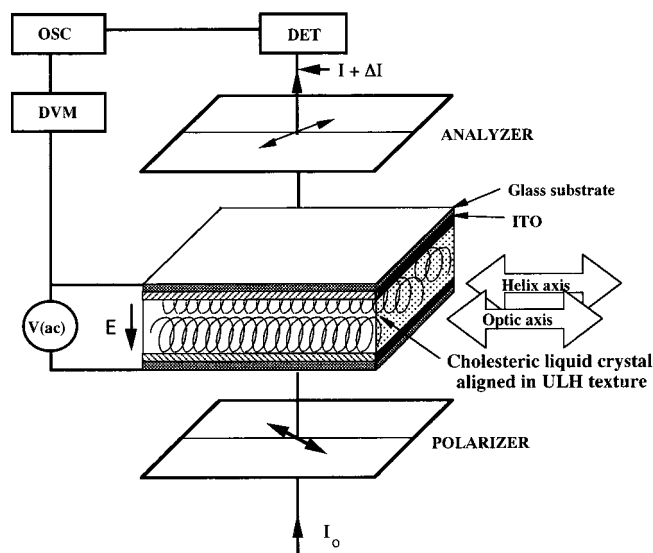 OSC
DET
I + ΔI
DVM
ANALYZER
Glass substrate
ITO
Helix axis
V(ac)
E
Optic axis
Cholesteric liquid crystal
aligned in ULH texture
POLARIZER
I₀